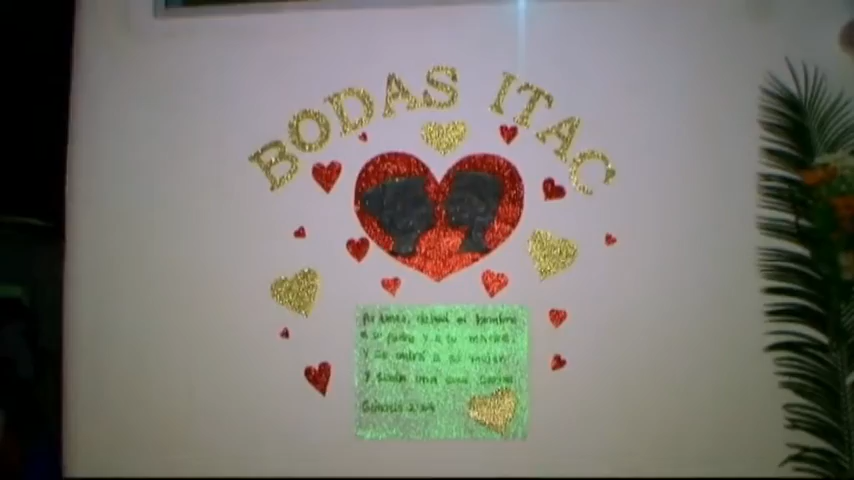 BODAS ITAC
Por tanto, dejará el hombre
a su padre y a su madre,
y se unirá a su mujer,
y serán una sola carne.
Génesis 2:24